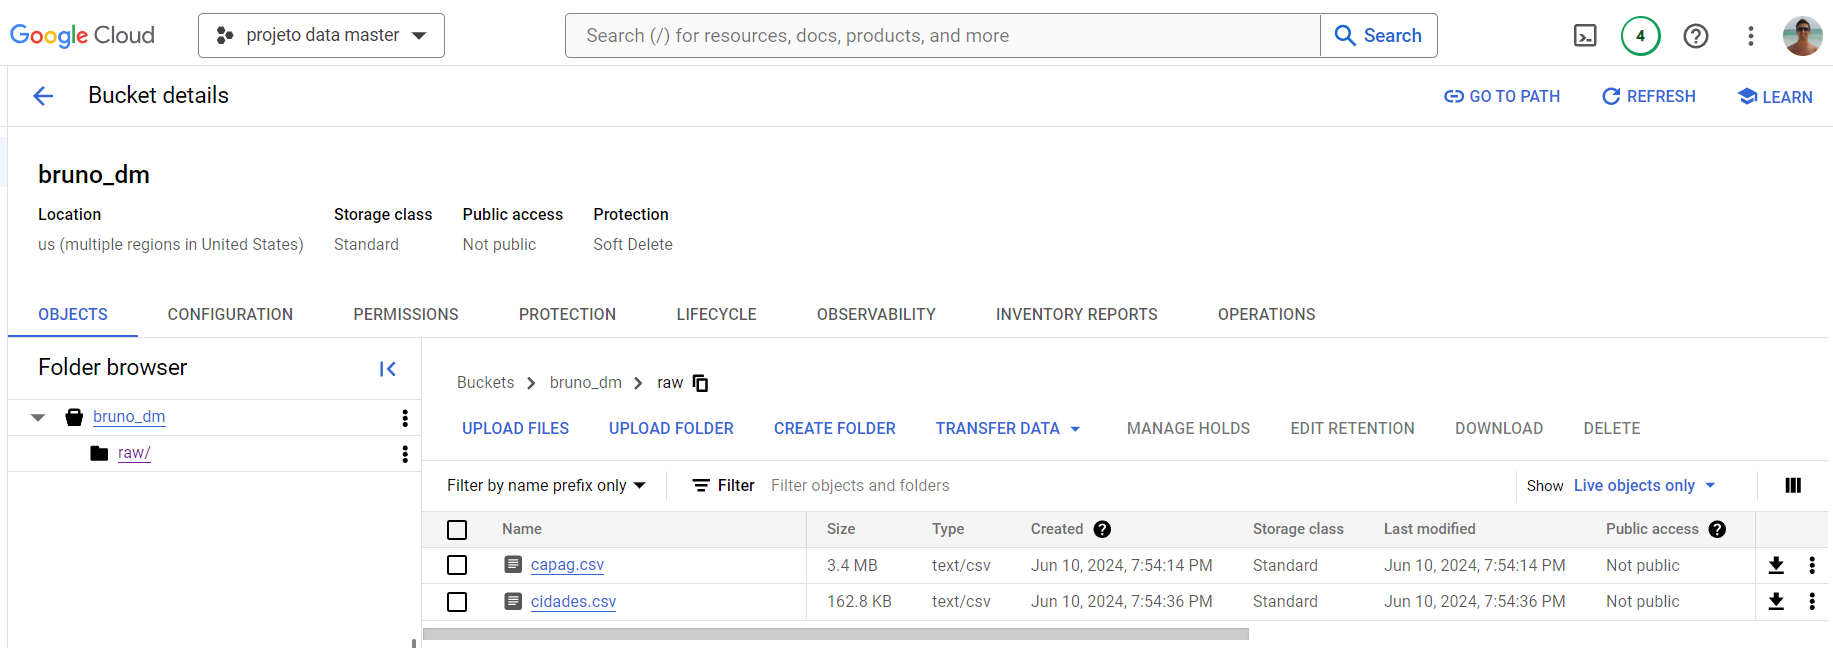 Google Cloud projeto data master Search (/) for resources, docs, products, and more Search 4
Bucket details GO TO PATH REFRESH LEARN
bruno_dm
Location Storage class Public access Protection
us (multiple regions in United States) Standard Not public Soft Delete
OBJECTS CONFIGURATION PERMISSIONS PROTECTION LIFECYCLE OBSERVABILITY INVENTORY REPORTS OPERATIONS
Folder browser
bruno_dm
raw/
Buckets > bruno_dm > raw
UPLOAD FILES UPLOAD FOLDER CREATE FOLDER TRANSFER DATA MANAGE HOLDS EDIT RETENTION DOWNLOAD DELETE
Filter by name prefix only Filter Filter objects and folders Show Live objects only
Name Size Type Created Storage class Last modified Public access
capag.csv 3.4 MB text/csv Jun 10, 2024, 7:54:14 PM Standard Jun 10, 2024, 7:54:14 PM Not public
cidades.csv 162.8 KB text/csv Jun 10, 2024, 7:54:36 PM Standard Jun 10, 2024, 7:54:36 PM Not public